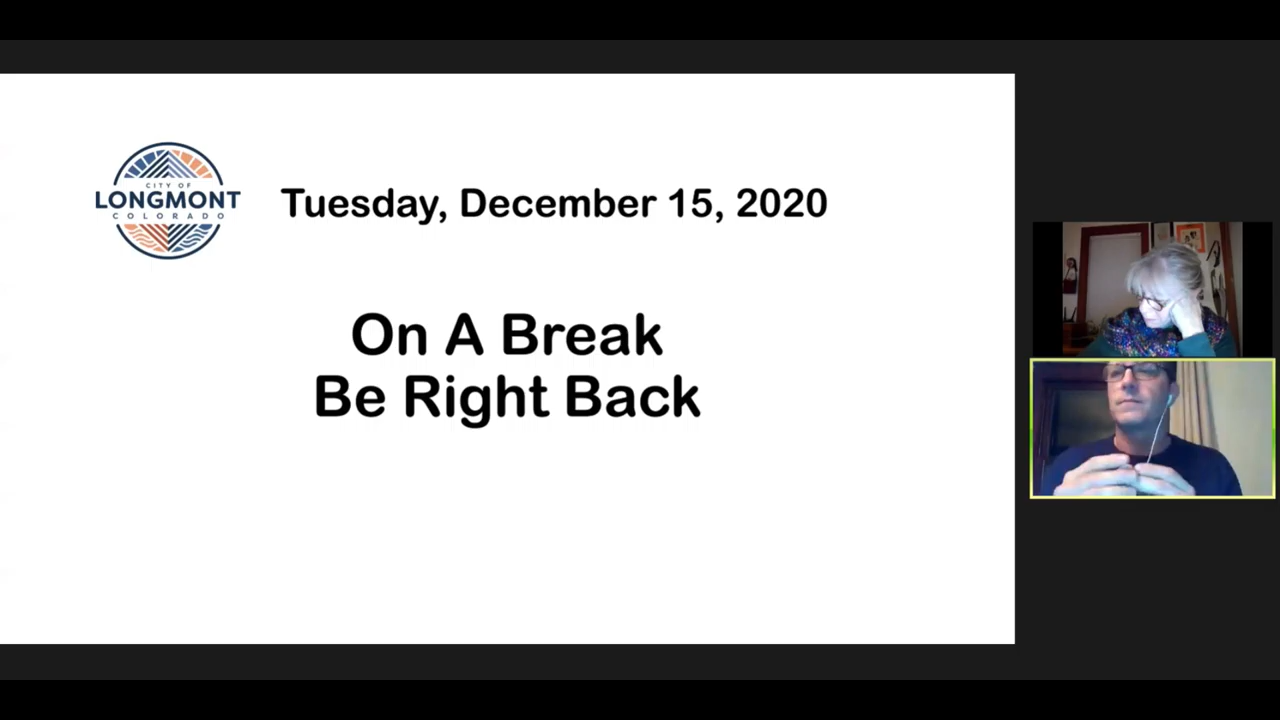 CITY OF
LONGMONT
COLORADO
Tuesday, December 15, 2020
On A Break
Be Right Back